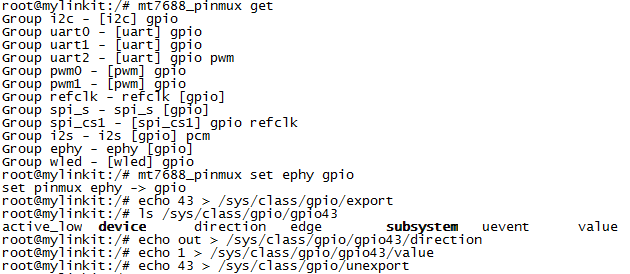 root@mylinkit:/# mt7688_pinmux get
Group i2c - [i2c] gpio
Group uart0 - [uart] gpio
Group uart1 - [uart] gpio
Group uart2 - [uart] gpio pwm
Group pwm0 - [pwm] gpio
Group pwm1 - [pwm] gpio
Group refclk - refclk [gpio]
Group spi_s - spi_s [gpio]
Group spi_cs1 - [spi_cs1] gpio refclk
Group i2s - i2s [gpio] pcm
Group ephy - ephy [gpio]
Group wled - [wled] gpio
root@mylinkit:/# mt7688_pinmux set ephy gpio
set pinmux ephy -> gpio
root@mylinkit:/# echo 43 > /sys/class/gpio/export
root@mylinkit:/# ls /sys/class/gpio/gpio43
active_low device direction edge subsystem uevent value
root@mylinkit:/# echo out > /sys/class/gpio/gpio43/direction
root@mylinkit:/# echo 1 > /sys/class/gpio/gpio43/value
root@mylinkit:/# echo 43 > /sys/class/gpio/unexport